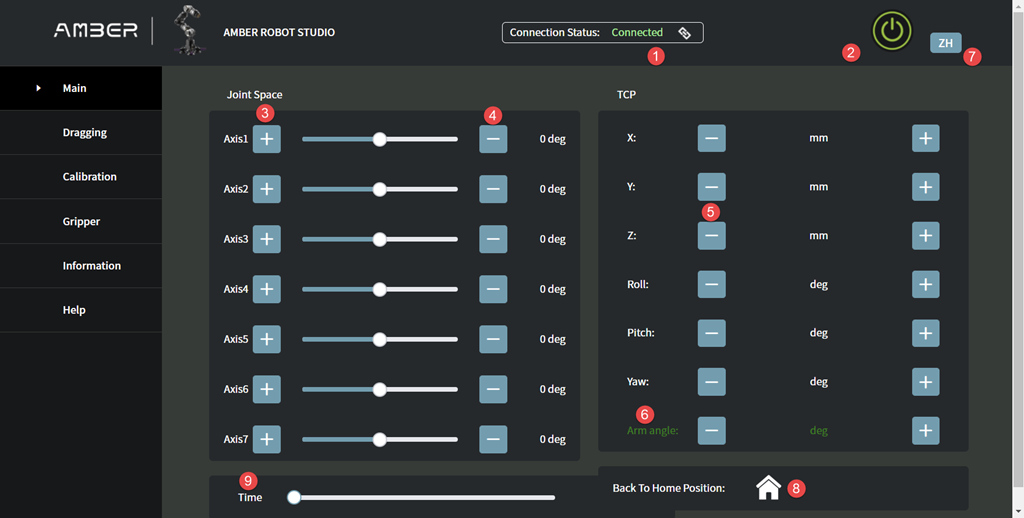 AMBER
AMBER ROBOT STUDIO
Connection Status: Connected
1
2
ZH
7
Main
Dragging
Calibration
Gripper
Information
Help
Joint Space
3
4
Axis1 + − 0 deg
Axis2 + − 0 deg
Axis3 + − 0 deg
Axis4 + − 0 deg
Axis5 + − 0 deg
Axis6 + − 0 deg
Axis7 + − 0 deg
9
Time
TCP
X: − mm +
Y: − mm +
5
Z: − mm +
Roll: − deg +
Pitch: − deg +
Yaw: − deg +
6
Arm angle: − deg +
Back To Home Position:
8